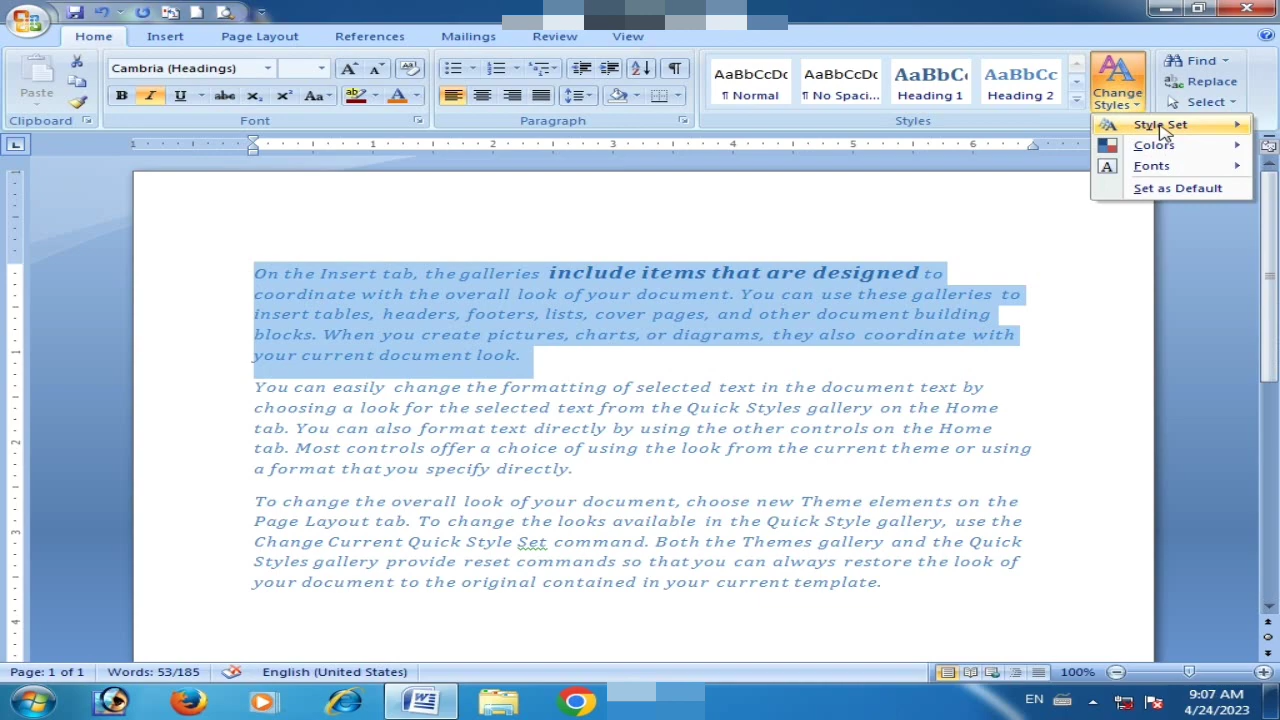 Home Insert Page Layout References Mailings Review View
Paste
Clipboard
Cambria (Headings)
B I U abc X₂ X² Aa ab A
Font
Paragraph
AaBbCcDc AaBbCcDc AaBbC AaBbCc
¶ Normal ¶ No Spaci... Heading 1 Heading 2
Styles
Change
Styles
Find
Replace
Select
Style Set
Colors
Fonts
Set as Default
1 1 2 3 4 5 6
On the Insert tab, the galleries include items that are designed to
coordinate with the overall look of your document. You can use these galleries to
insert tables, headers, footers, lists, cover pages, and other document building
blocks. When you create pictures, charts, or diagrams, they also coordinate with
your current document look.
You can easily change the formatting of selected text in the document text by
choosing a look for the selected text from the Quick Styles gallery on the Home
tab. You can also format text directly by using the other controls on the Home
tab. Most controls offer a choice of using the look from the current theme or using
a format that you specify directly.
To change the overall look of your document, choose new Theme elements on the
Page Layout tab. To change the looks available in the Quick Style gallery, use the
Change Current Quick Style Set command. Both the Themes gallery and the Quick
Styles gallery provide reset commands so that you can always restore the look of
your document to the original contained in your current template.
Page: 1 of 1 Words: 53/185 English (United States) 100%
EN
9:07 AM
4/24/2023